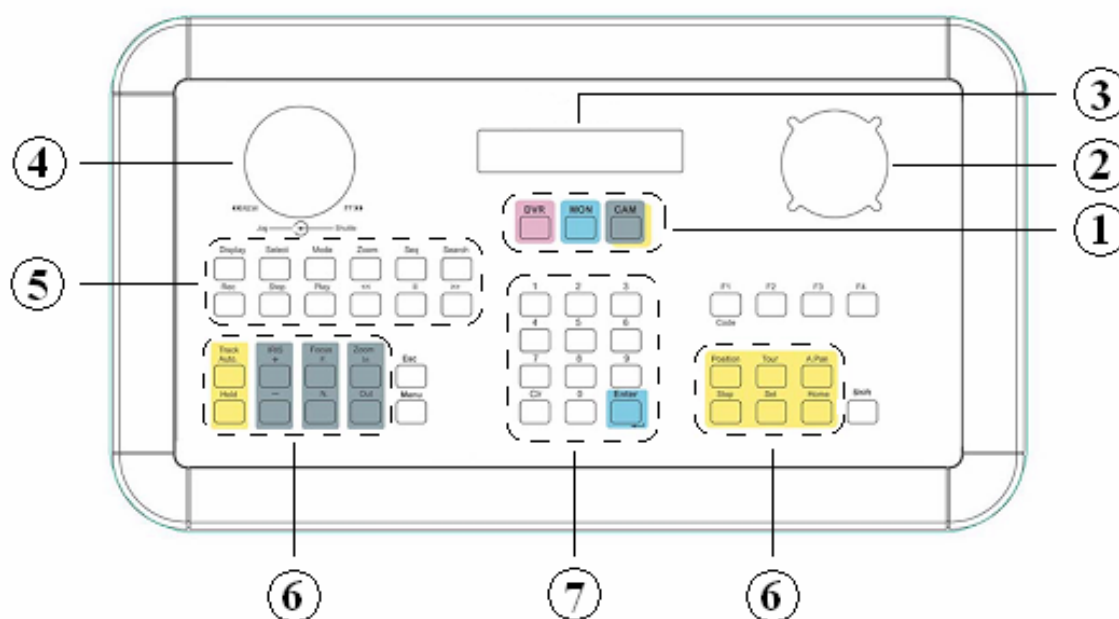 3
4
2
DVR MON CAM
1
Jog Shuttle
Display Select Mode Zoom Seq Search
5
Rec Stop Play << II >>
1 2 3
F1 F2 F3 F4
Code
4 5 6
Track IRIS Focus Zoom
Auto. + F. In
Esc
7 8 9
Position Tour A.Pan
Hold — N. Out
Menu
Clr 0 Enter
Stop Set Home
Shift
6
7
6